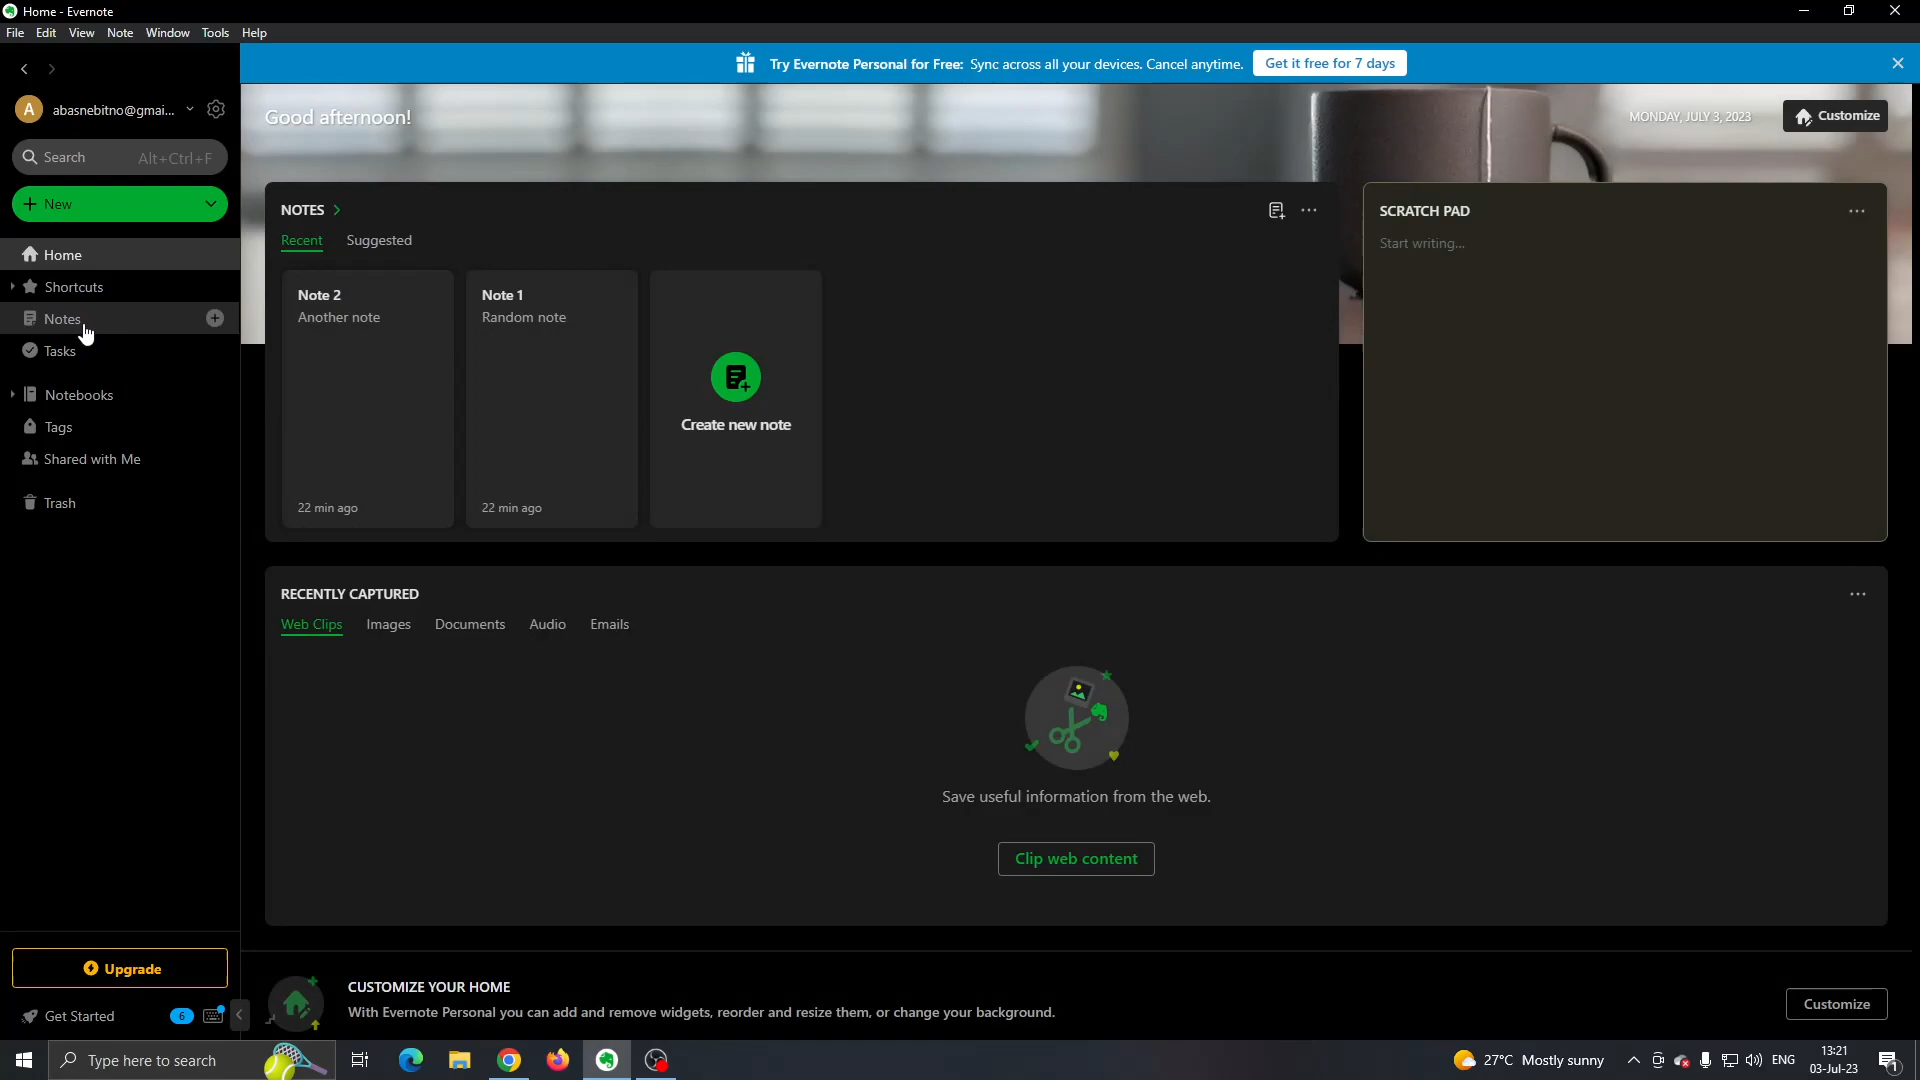 Home - Evernote
File Edit View Note Window Tools Help
Try Evernote Personal for Free: Sync across all your devices. Cancel anytime. Get it free for 7 days
A abasnebitno@gmai...
Search Alt+Ctrl+F
New
Home
Shortcuts
Notes
Tasks
Notebooks
Tags
Shared with Me
Trash
Upgrade
Get Started 6
Good afternoon!
MONDAY, JULY 3, 2023
Customize
NOTES
Recent Suggested
Note 2
Another note
22 min ago
Note 1
Random note
22 min ago
Create new note
SCRATCH PAD
Start writing...
RECENTLY CAPTURED
Web Clips Images Documents Audio Emails
Save useful information from the web.
Clip web content
CUSTOMIZE YOUR HOME
With Evernote Personal you can add and remove widgets, reorder and resize them, or change your background.
Customize
Type here to search
27°C Mostly sunny
ENG
13:21
03-Jul-23
1